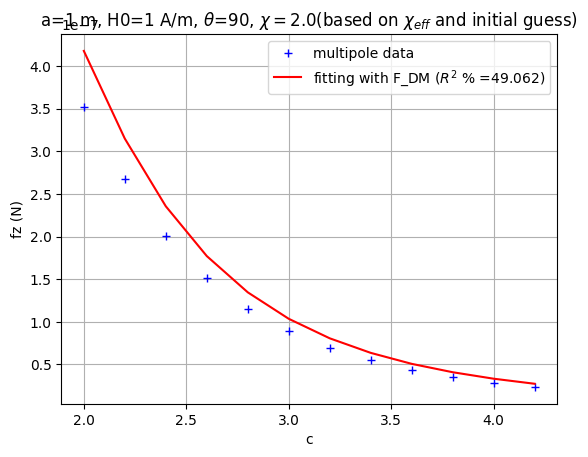 a=1 m, H0=1 A/m, θ=90, χ = 2.0(based on χ_eff and initial guess)
1e−7
multipole data
fitting with F_DM (R² % =49.062)
4.0
3.5
3.0
2.5
2.0
1.5
1.0
0.5
fz (N)
2.0 2.5 3.0 3.5 4.0
c